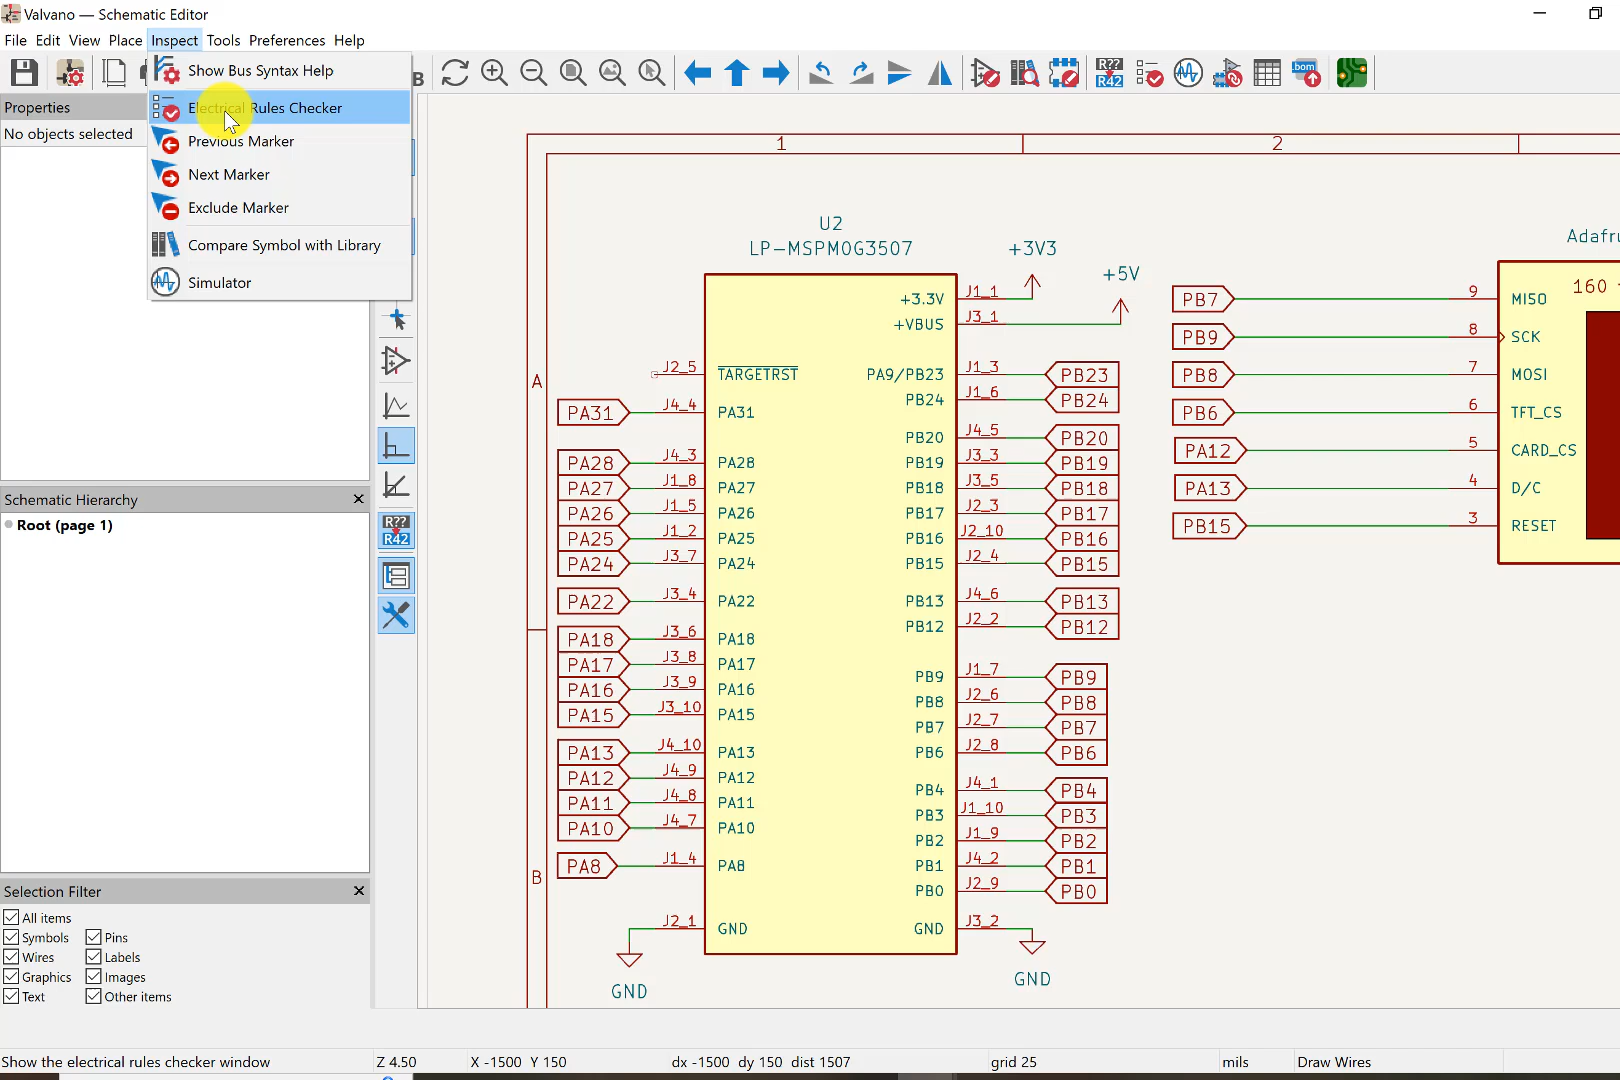 Valvano — Schematic Editor
File Edit View Place Inspect Tools Preferences Help
Show Bus Syntax Help
Electrical Rules Checker
Previous Marker
Next Marker
Exclude Marker
Compare Symbol with Library
Simulator
B
R??
R42
bom
Properties
No objects selected
R??
R42
Schematic Hierarchy
Root (page 1)
Selection Filter
All items
Symbols Pins
Wires Labels
Graphics Images
Text Other items
1 2
A
B
U2
LP-MSPM0G3507
+3V3
+5V
+3.3V J1_1
+VBUS J3_1
J2_5 TARGETRST PA9/PB23 J1_3 PB23
PB24 J1_6 PB24
PA31 J4_4 PA31
PB20 J4_5 PB20
PA28 J4_3 PA28 PB19 J3_3 PB19
PA27 J1_8 PA27 PB18 J3_5 PB18
PA26 J1_5 PA26 PB17 J2_3 PB17
PA25 J1_2 PA25 PB16 J2_10 PB16
PA24 J3_7 PA24 PB15 J2_4 PB15
PA22 J3_4 PA22 PB13 J4_6 PB13
PB12 J2_2 PB12
PA18 J3_6 PA18
PA17 J3_8 PA17
PB9 J1_7 PB9
PA16 J3_9 PA16
PB8 J2_6 PB8
PA15 J3_10 PA15
PB7 J2_7 PB7
PA13 J4_10 PA13 PB6 J2_8 PB6
PA12 J4_9 PA12
PB4 J4_1 PB4
PA11 J4_8 PA11
PB3 J1_10 PB3
PA10 J4_7 PA10
PB2 J1_9 PB2
PA8 J1_4 PA8 PB1 J4_2 PB1
PB0 J2_9 PB0
J2_1 GND GND J3_2
GND
GND
Adafru
160
PB7 9 MISO
PB9 8 SCK
PB8 7 MOSI
PB6 6 TFT_CS
PA12 5 CARD_CS
PA13 4 D/C
PB15 3 RESET
Show the electrical rules checker window Z 4.50 X -1500 Y 150 dx -1500 dy 150 dist 1507 grid 25 mils Draw Wires